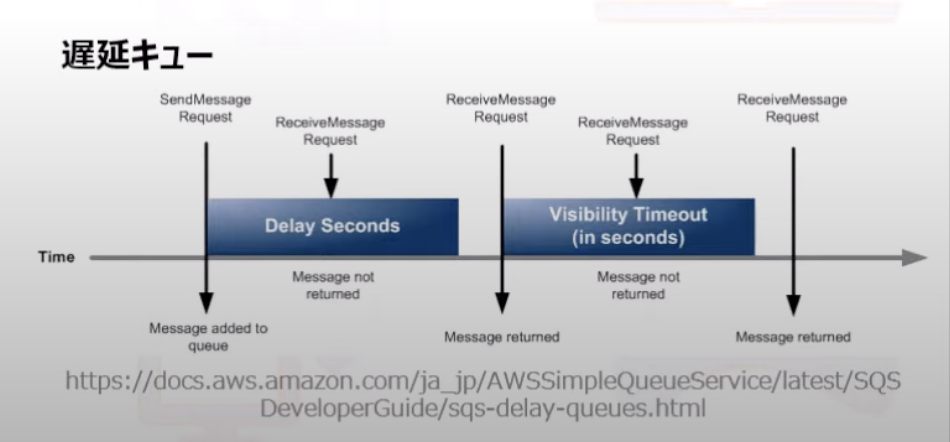 遅延キュー
SendMessage
Request
ReceiveMessage
Request
ReceiveMessage
Request
ReceiveMessage
Request
ReceiveMessage
Request
Delay Seconds
Visibility Timeout
(in seconds)
Time
Message not
returned
Message not
returned
Message added to
queue
Message returned
Message returned
https://docs.aws.amazon.com/ja_jp/AWSSimpleQueueService/latest/SQS
DeveloperGuide/sqs-delay-queues.html